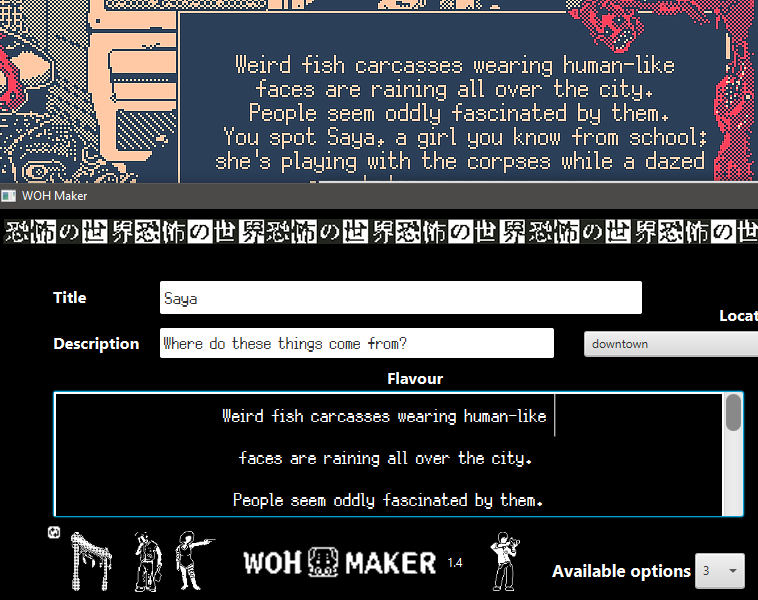 Weird fish carcasses wearing human-like
faces are raining all over the city.
People seem oddly fascinated by them.
You spot Saya, a girl you know from school;
she's playing with the corpses while a dazed
WOH Maker
恐怖の世界恐怖の世界恐怖の世界恐怖の世界恐怖の世界恐怖の世
Title
Saya
Locat
Description
Where do these things come from?
downtown
Flavour
Weird fish carcasses wearing human-like
faces are raining all over the city.
People seem oddly fascinated by them.
WOH MAKER 1.4
Available options 3